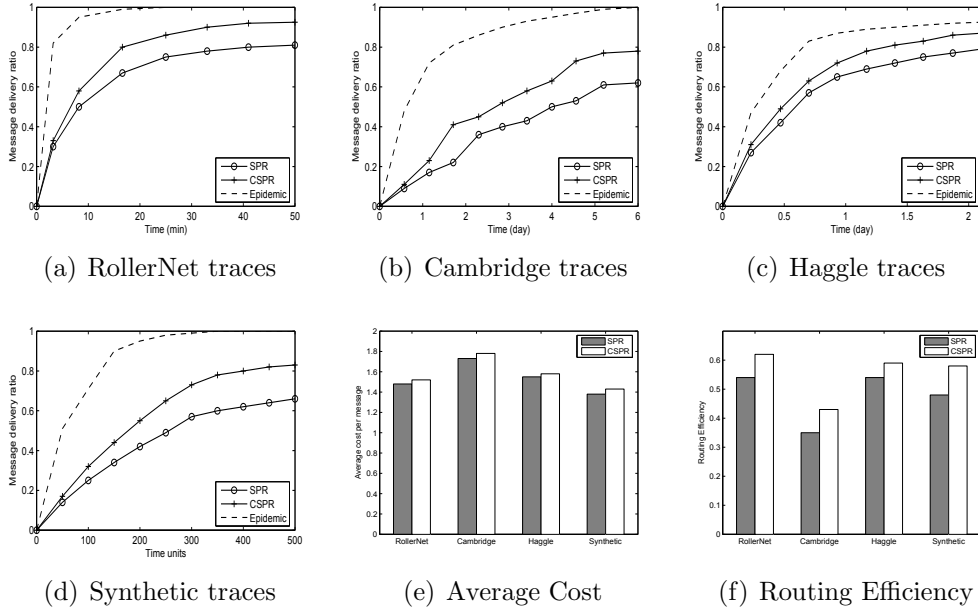 Message delivery ratio
1
0.8
0.6
0.4
0.2
0
0 10 20 30 40 50
Time (min)
SPR
CSPR
Epidemic
(a) RollerNet traces
Message delivery ratio
1
0.8
0.6
0.4
0.2
0
0 1 2 3 4 5 6
Time (day)
SPR
CSPR
Epidemic
(b) Cambridge traces
Message delivery ratio
1
0.8
0.6
0.4
0.2
0
0 0.5 1 1.5 2
Time (day)
SPR
CSPR
Epidemic
(c) Haggle traces
Message delivery ratio
1
0.8
0.6
0.4
0.2
0
0 100 200 300 400 500
Time units
SPR
CSPR
Epidemic
(d) Synthetic traces
Average cost per message
2
1.8
1.6
1.4
1.2
1
0.8
0.6
0.4
0.2
0
RollerNet Cambridge Haggle Synthetic
SPR
CSPR
(e) Average Cost
Routing Efficiency
0.6
0.5
0.4
0.3
0.2
0.1
0
RollerNet Cambridge Haggle Synthetic
SPR
CSPR
(f) Routing Efficiency